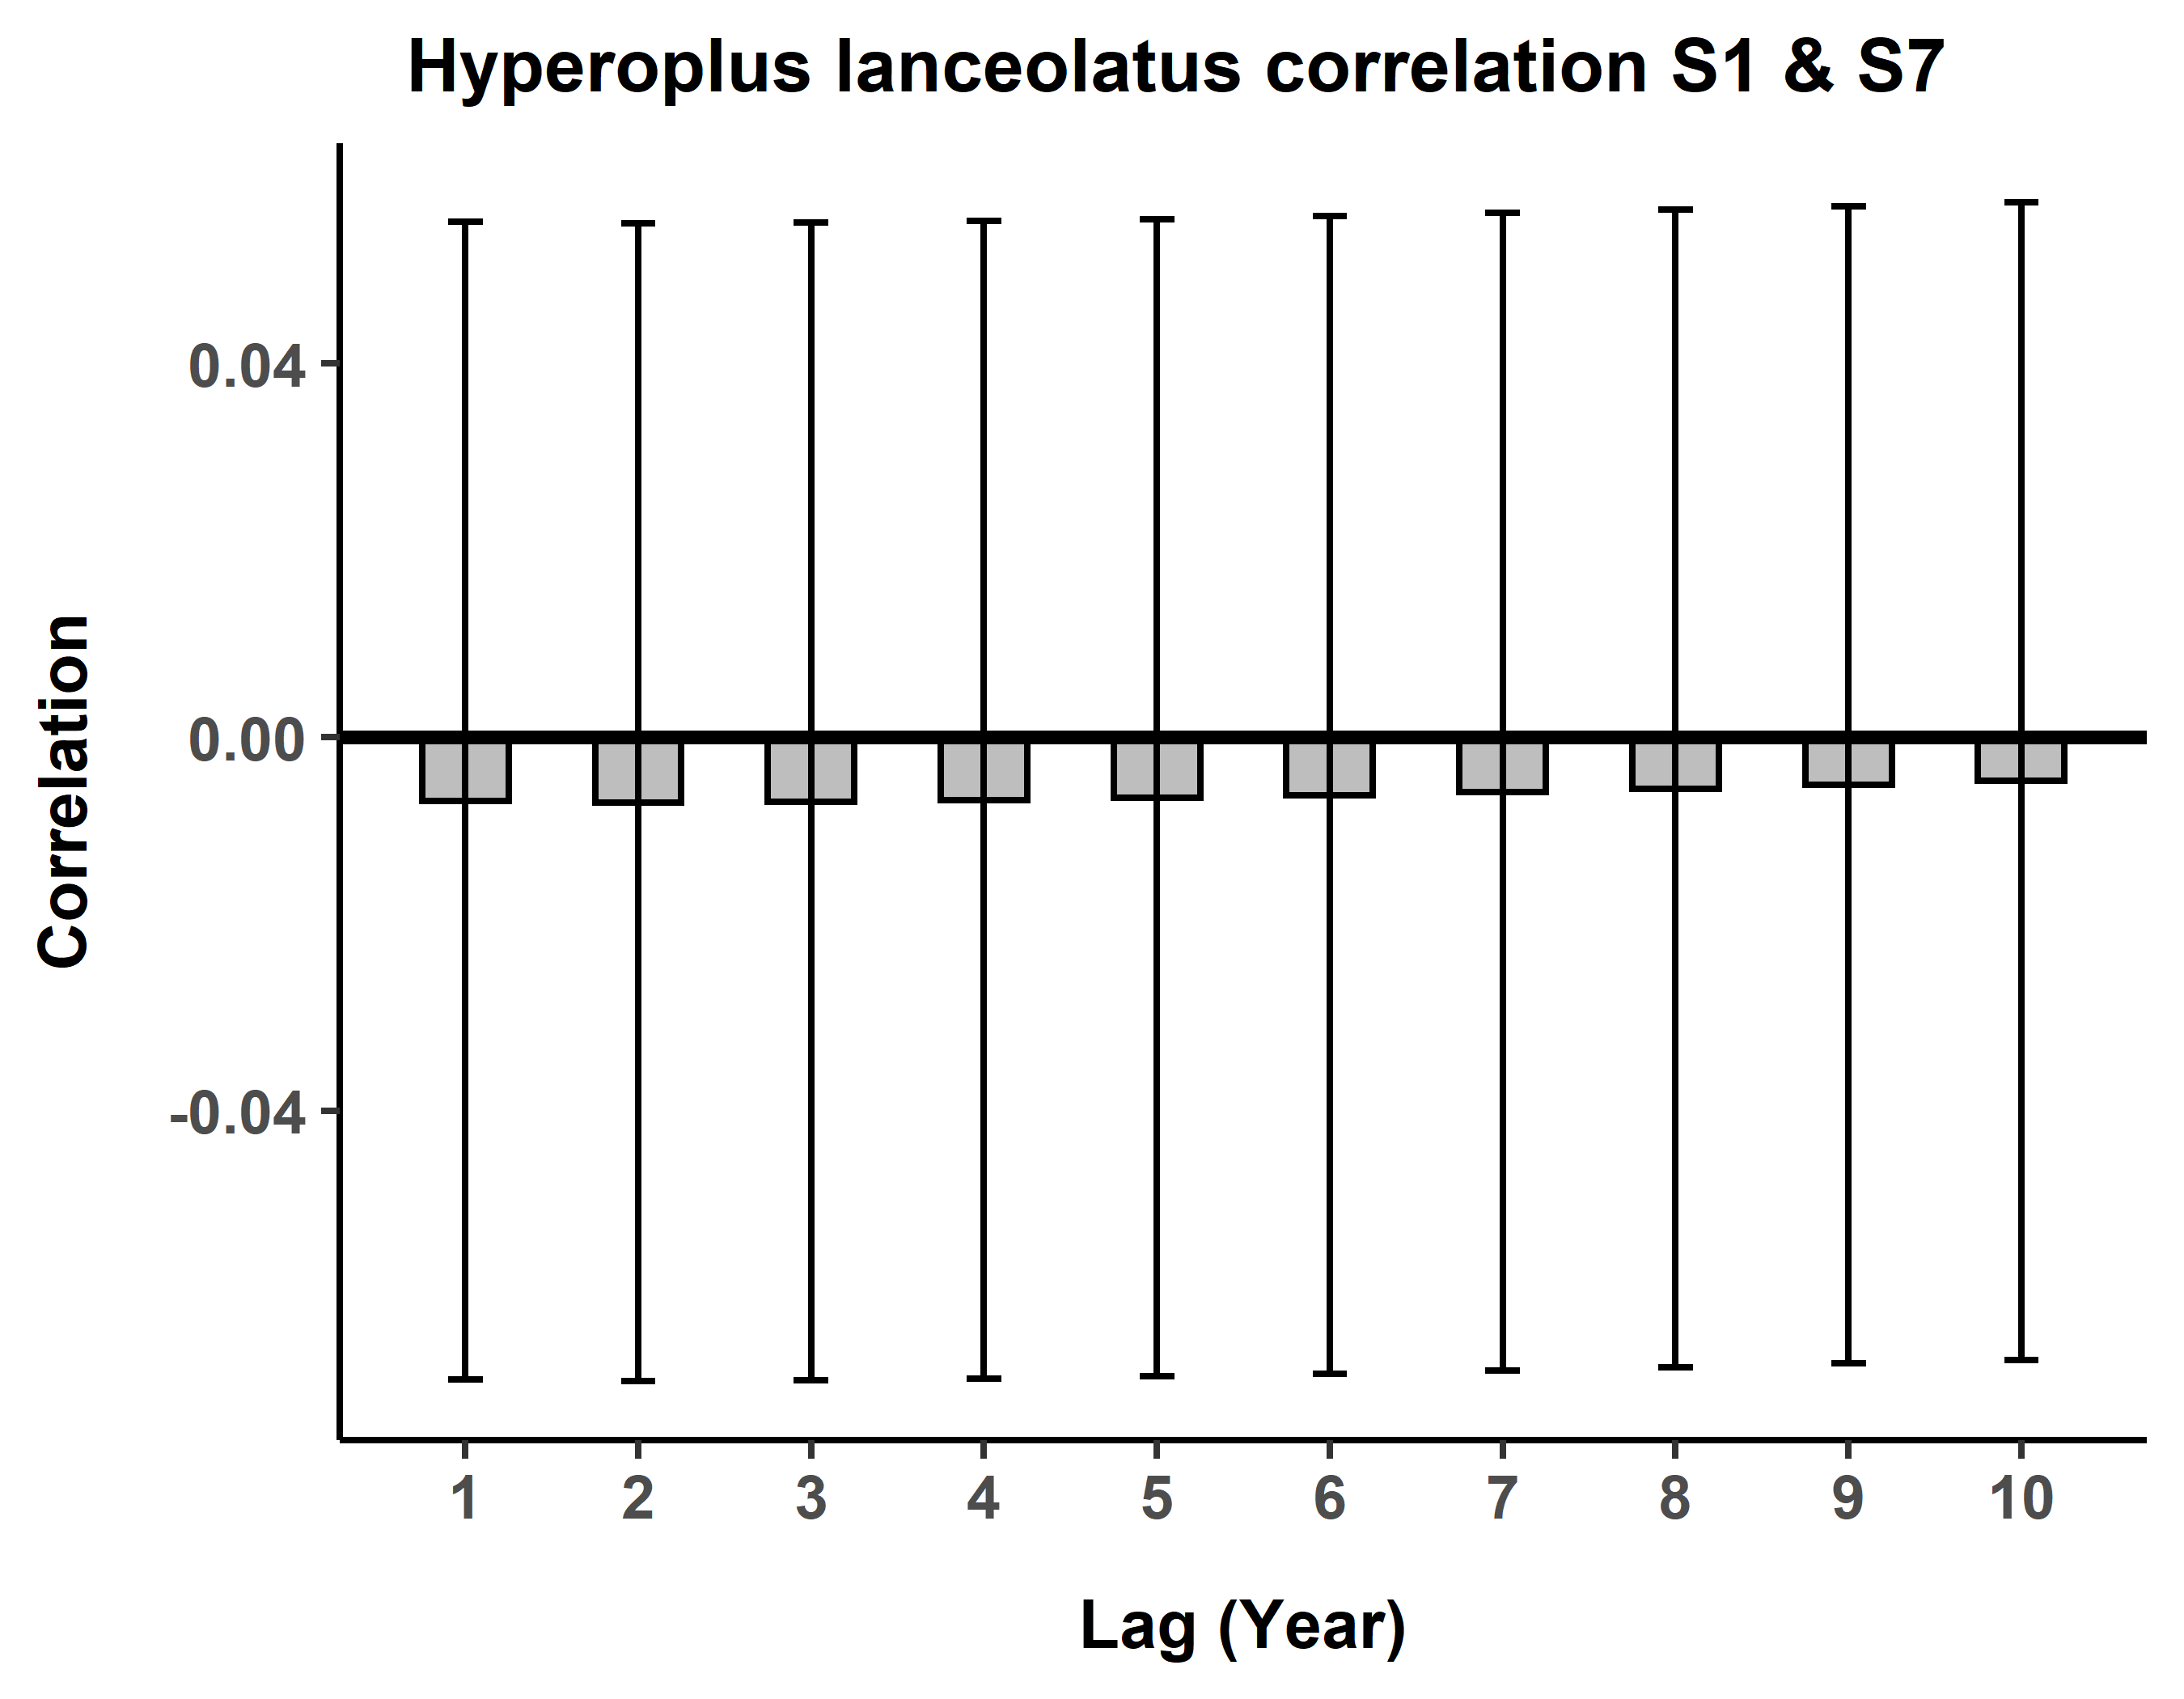 Hyperoplus lanceolatus correlation S1 & S7
Correlation
0.04
0.00
-0.04
1 2 3 4 5 6 7 8 9 10
Lag (Year)